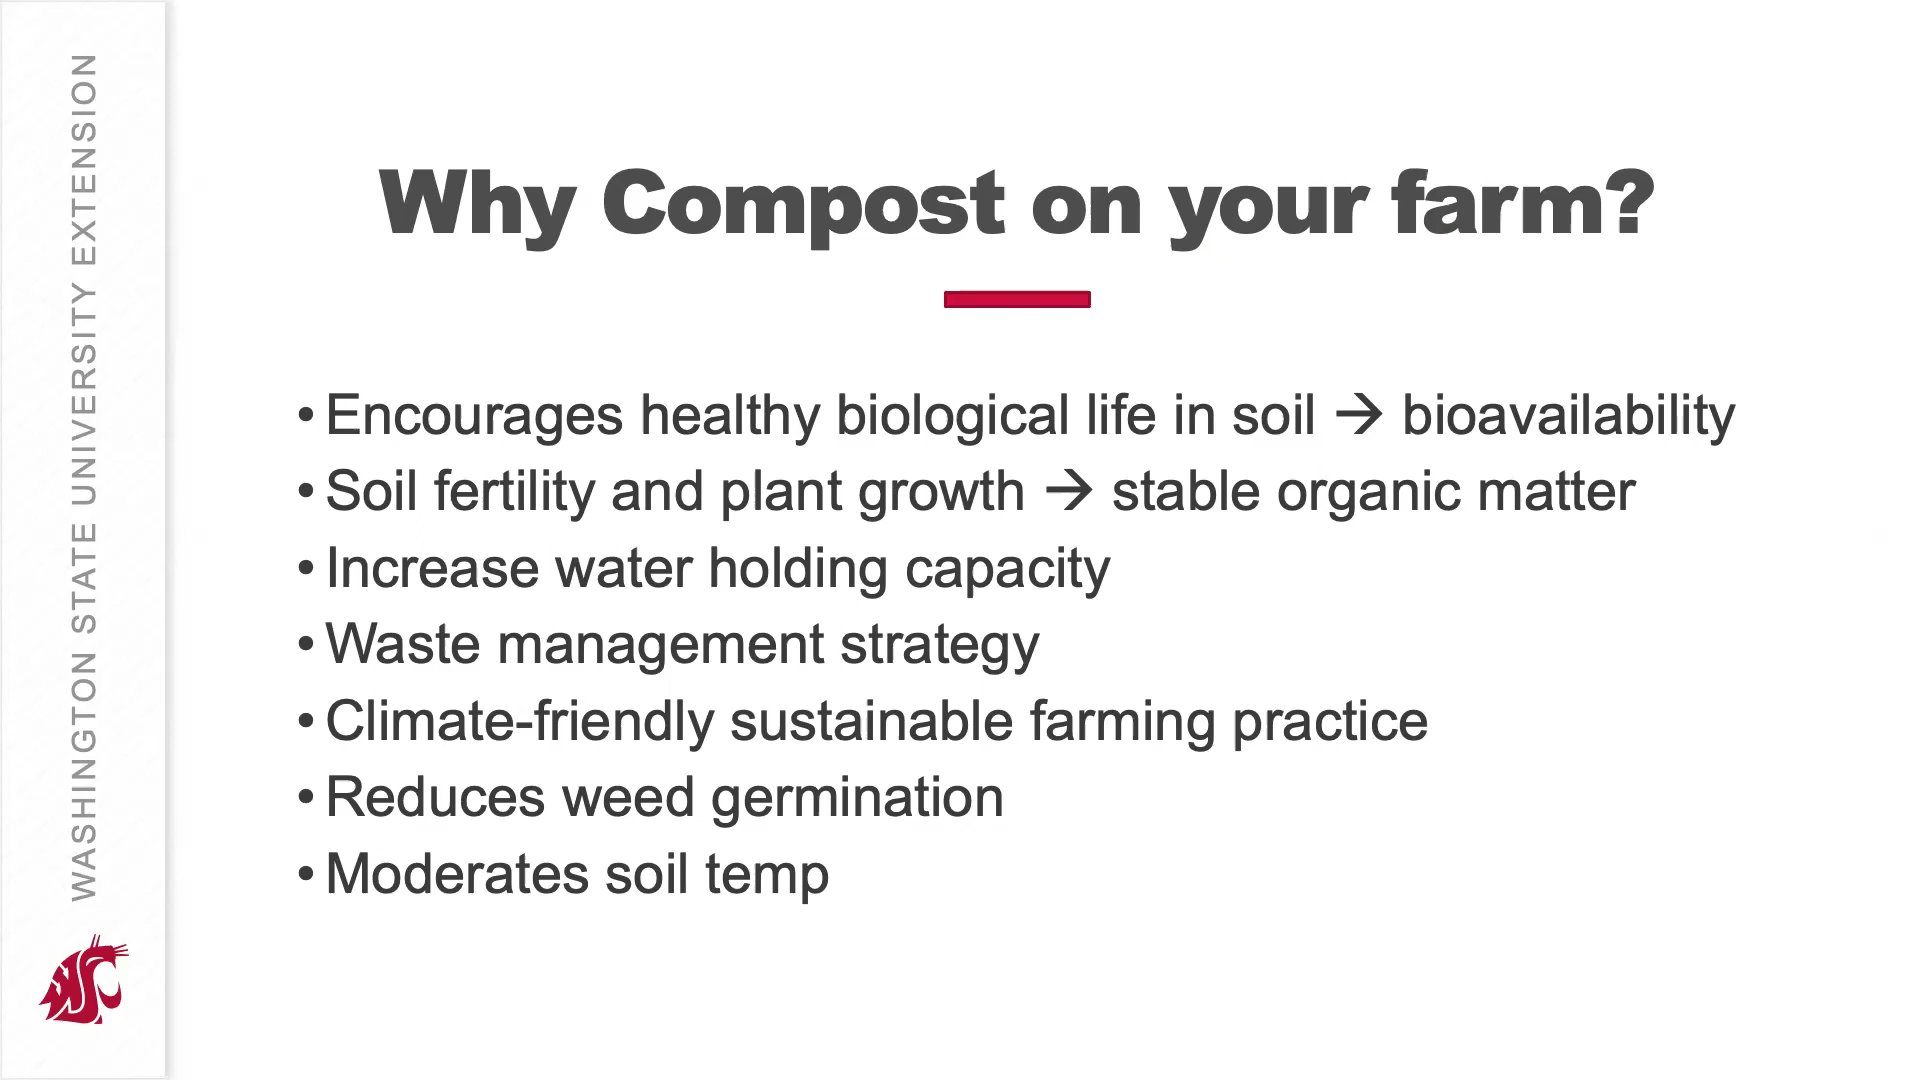 WASHINGTON STATE UNIVERSITY EXTENSION
Why Compost on your farm?
• Encourages healthy biological life in soil → bioavailability
• Soil fertility and plant growth → stable organic matter
• Increase water holding capacity
• Waste management strategy
• Climate-friendly sustainable farming practice
• Reduces weed germination
• Moderates soil temp